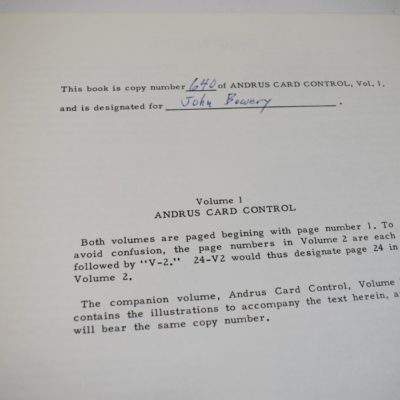 This book is copy number 640 of ANDRUS CARD CONTROL, Vol. 1,
and is designated for John Bowery .
Volume 1
ANDRUS CARD CONTROL
Both volumes are paged begining with page number 1. To
avoid confusion, the page numbers in Volume 2 are each
followed by "V-2." 24-V2 would thus designate page 24 in
Volume 2.
The companion volume, Andrus Card Control, Volume
contains the illustrations to accompany the text herein, a
will bear the same copy number.